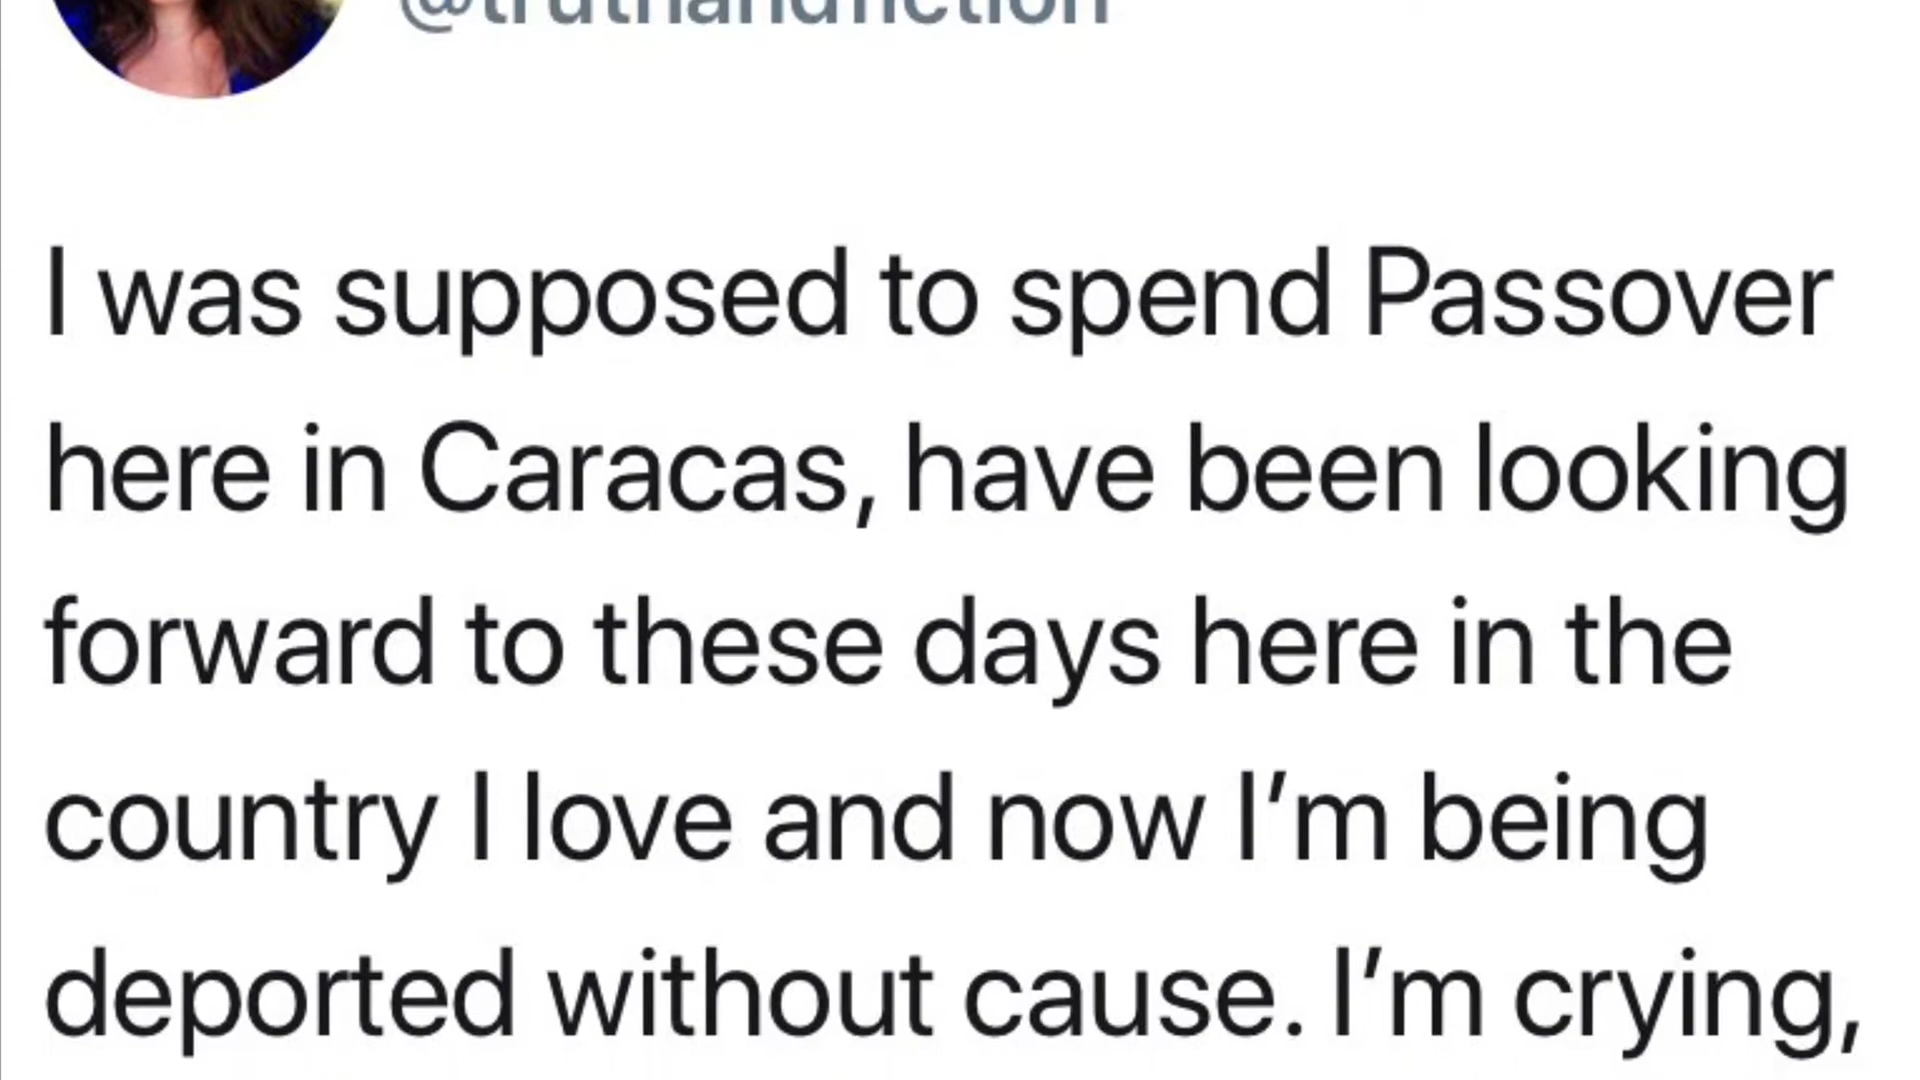 @truthandfiction
I was supposed to spend Passover
here in Caracas, have been looking
forward to these days here in the
country I love and now I’m being
deported without cause. I’m crying,